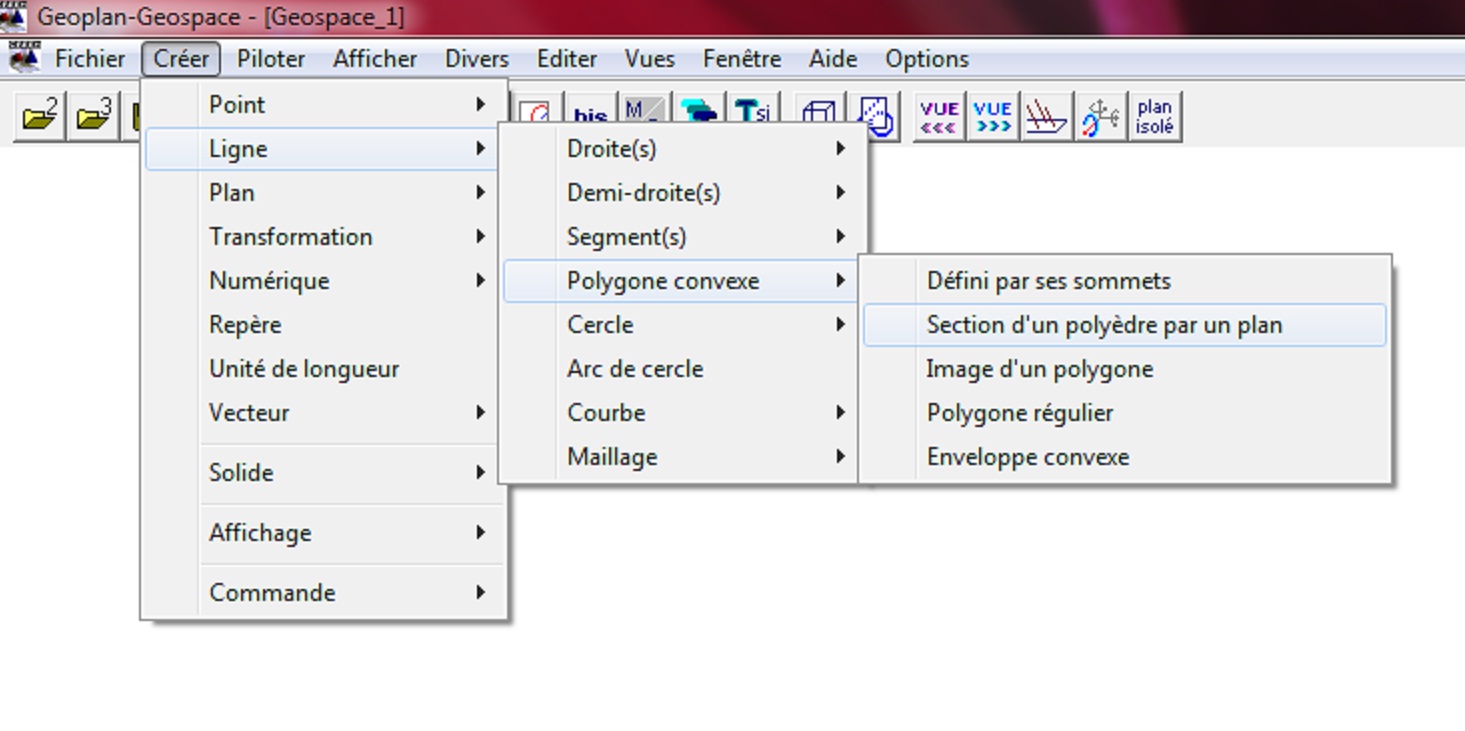 Geoplan-Geospace - [Geospace_1]
Fichier Créer Piloter Afficher Divers Editer Vues Fenêtre Aide Options
2 3 bis M Tsi VUE <<< VUE >>> plan isolé
Point
Ligne
Plan
Transformation
Numérique
Repère
Unité de longueur
Vecteur
Solide
Affichage
Commande
Droite(s)
Demi-droite(s)
Segment(s)
Polygone convexe
Cercle
Arc de cercle
Courbe
Maillage
Défini par ses sommets
Section d'un polyèdre par un plan
Image d'un polygone
Polygone régulier
Enveloppe convexe